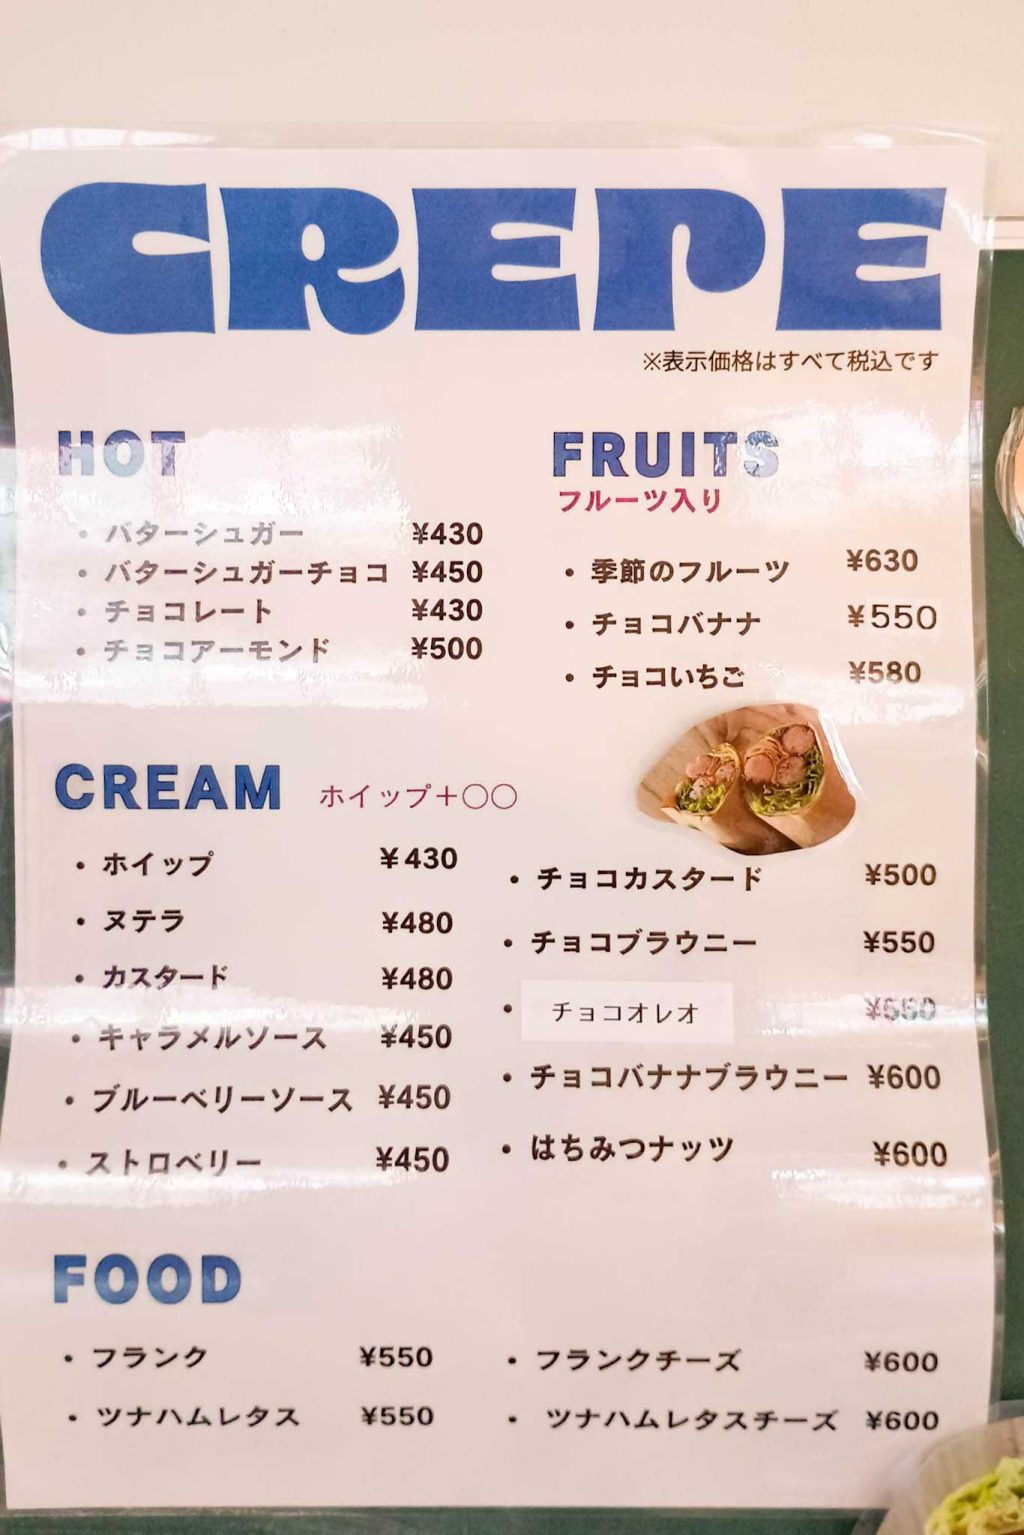 CREPE
※表示価格はすべて税込です
HOT
・バターシュガー ¥430
・バターシュガーチョコ ¥450
・チョコレート ¥430
・チョコアーモンド ¥500
FRUITS
フルーツ入り
・季節のフルーツ ¥630
・チョコバナナ ¥550
・チョコいちご ¥580
CREAM ホイップ+〇〇
・ホイップ ¥430
・ヌテラ ¥480
・カスタード ¥480
・キャラメルソース ¥450
・ブルーベリーソース ¥450
・ストロベリー ¥450
・チョコカスタード ¥500
・チョコブラウニー ¥550
・チョコオレオ ¥550
・チョコバナナブラウニー ¥600
・はちみつナッツ ¥600
FOOD
・フランク ¥550
・ツナハムレタス ¥550
・フランクチーズ ¥600
・ツナハムレタスチーズ ¥600